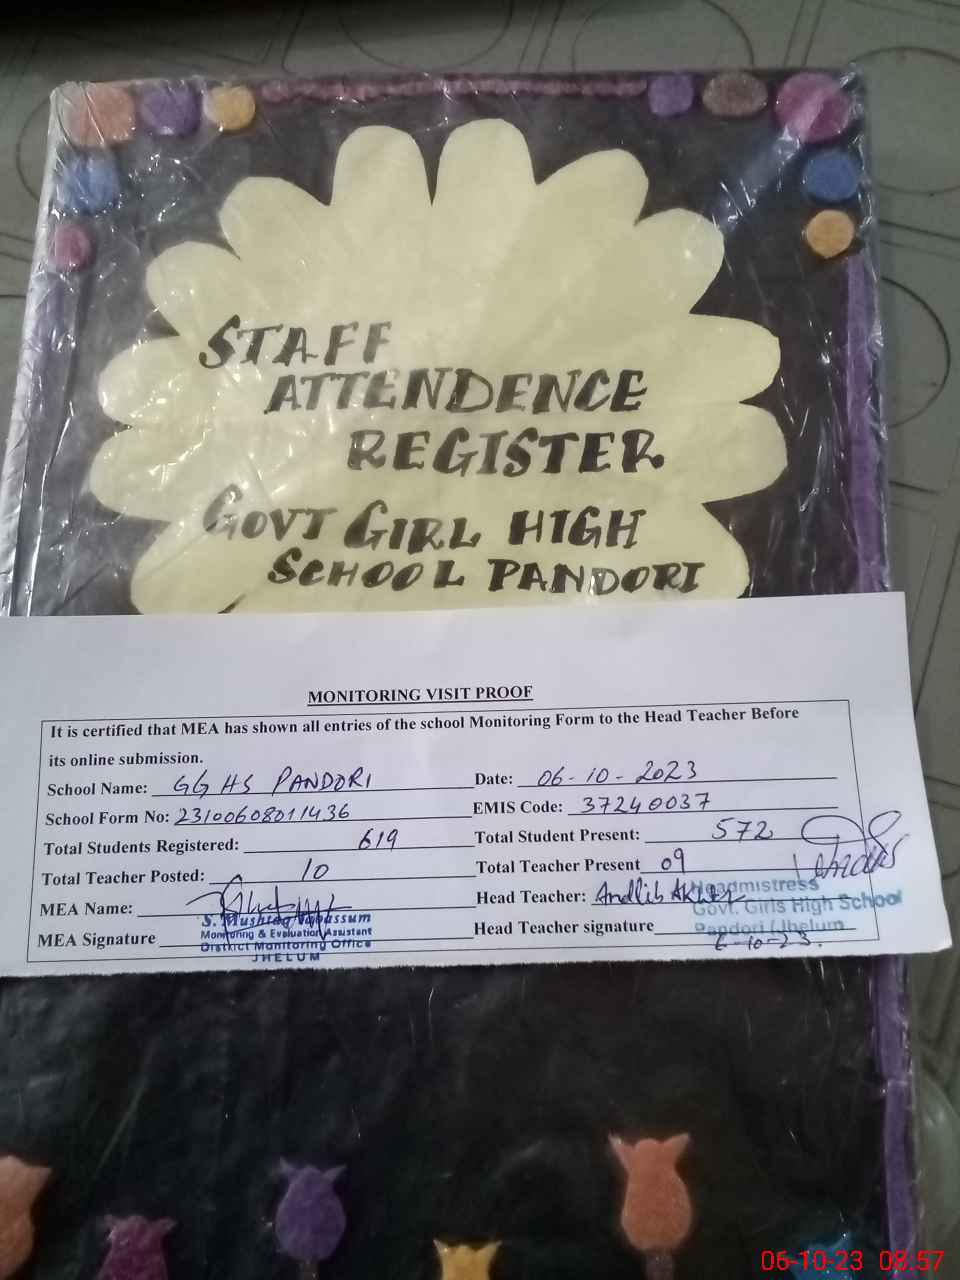 STAFF
ATTENDENCE
REGISTER
GOVT GIRL HIGH
SCHOOL PANDORI
MONITORING VISIT PROOF
It is certified that MEA has shown all entries of the school Monitoring Form to the Head Teacher Before
its online submission.
School Name: GGHS PANDORI Date: 06-10-2023
School Form No: 23100608011436 EMIS Code: 37240037
Total Students Registered: 619 Total Student Present: 572
Total Teacher Posted: 10 Total Teacher Present 09
MEA Name: Head Teacher: Andlib Akhter
Headmistress
Govt. Girls High School
Pandori (Jhelum
MEA Signature Head Teacher signature 6-10-23.
S. Mushtaq Tabassum
Monitoring & Evaluation Assistant
District Monitoring Office
JHELUM
06-10-23 08:57